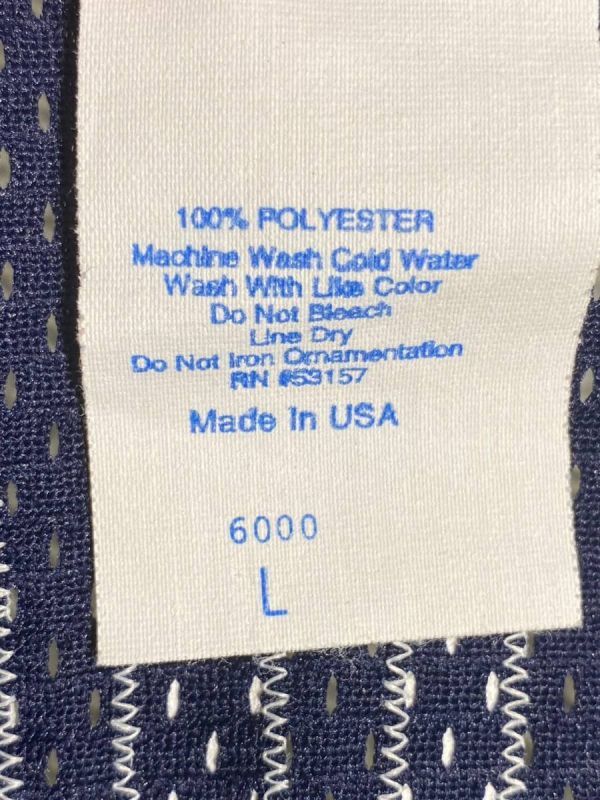 100% POLYESTER
Machine Wash Cold Water
Wash With Like Color
Do Not Bleach
Line Dry
Do Not Iron Ornamentation
RN #53157
Made In USA
6000
L